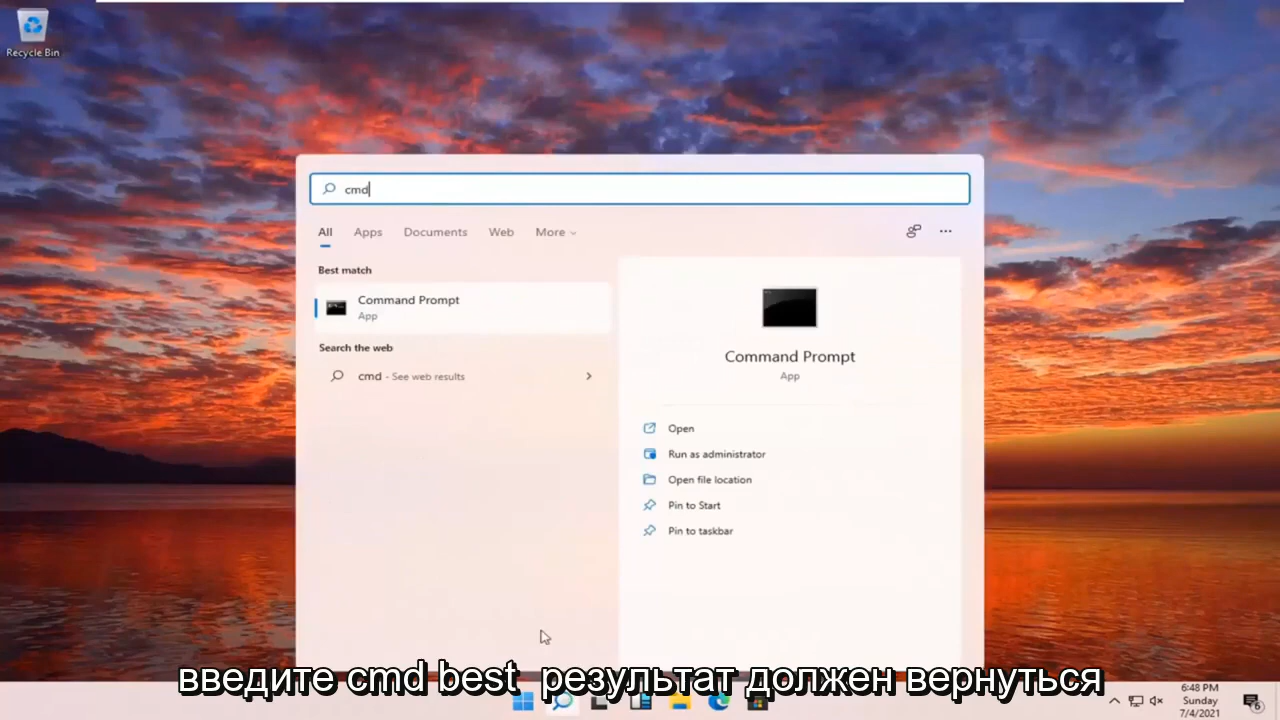 Recycle Bin
cmd
All Apps Documents Web More
Best match
Command Prompt
App
Search the web
cmd - See web results
Command Prompt
App
Open
Run as administrator
Open file location
Pin to Start
Pin to taskbar
введите cmd best результат должен вернуться
6:48 PM
Sunday
7/4/2021
6